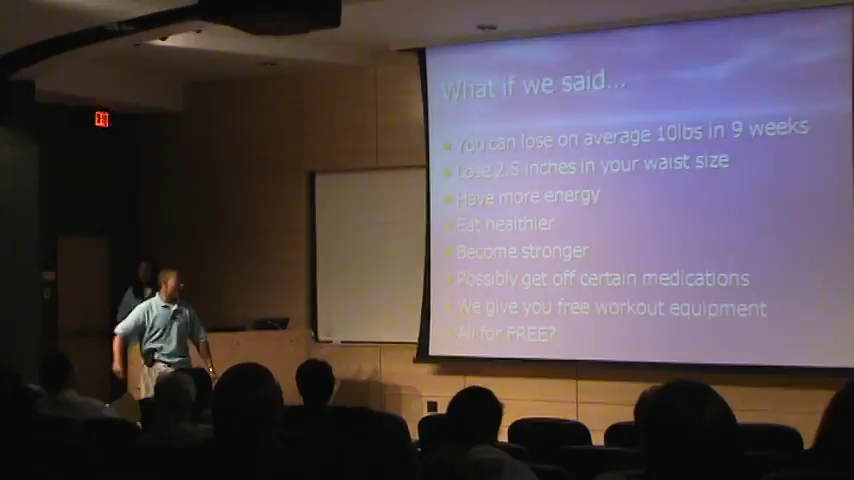 What if we said...
You can lose on average 10lbs in 9 weeks
Lose 2.5 inches in your waist size
Have more energy
Eat healthier
Become stronger
Possibly get off certain medications
We give you free workout equipment
All for FREE?